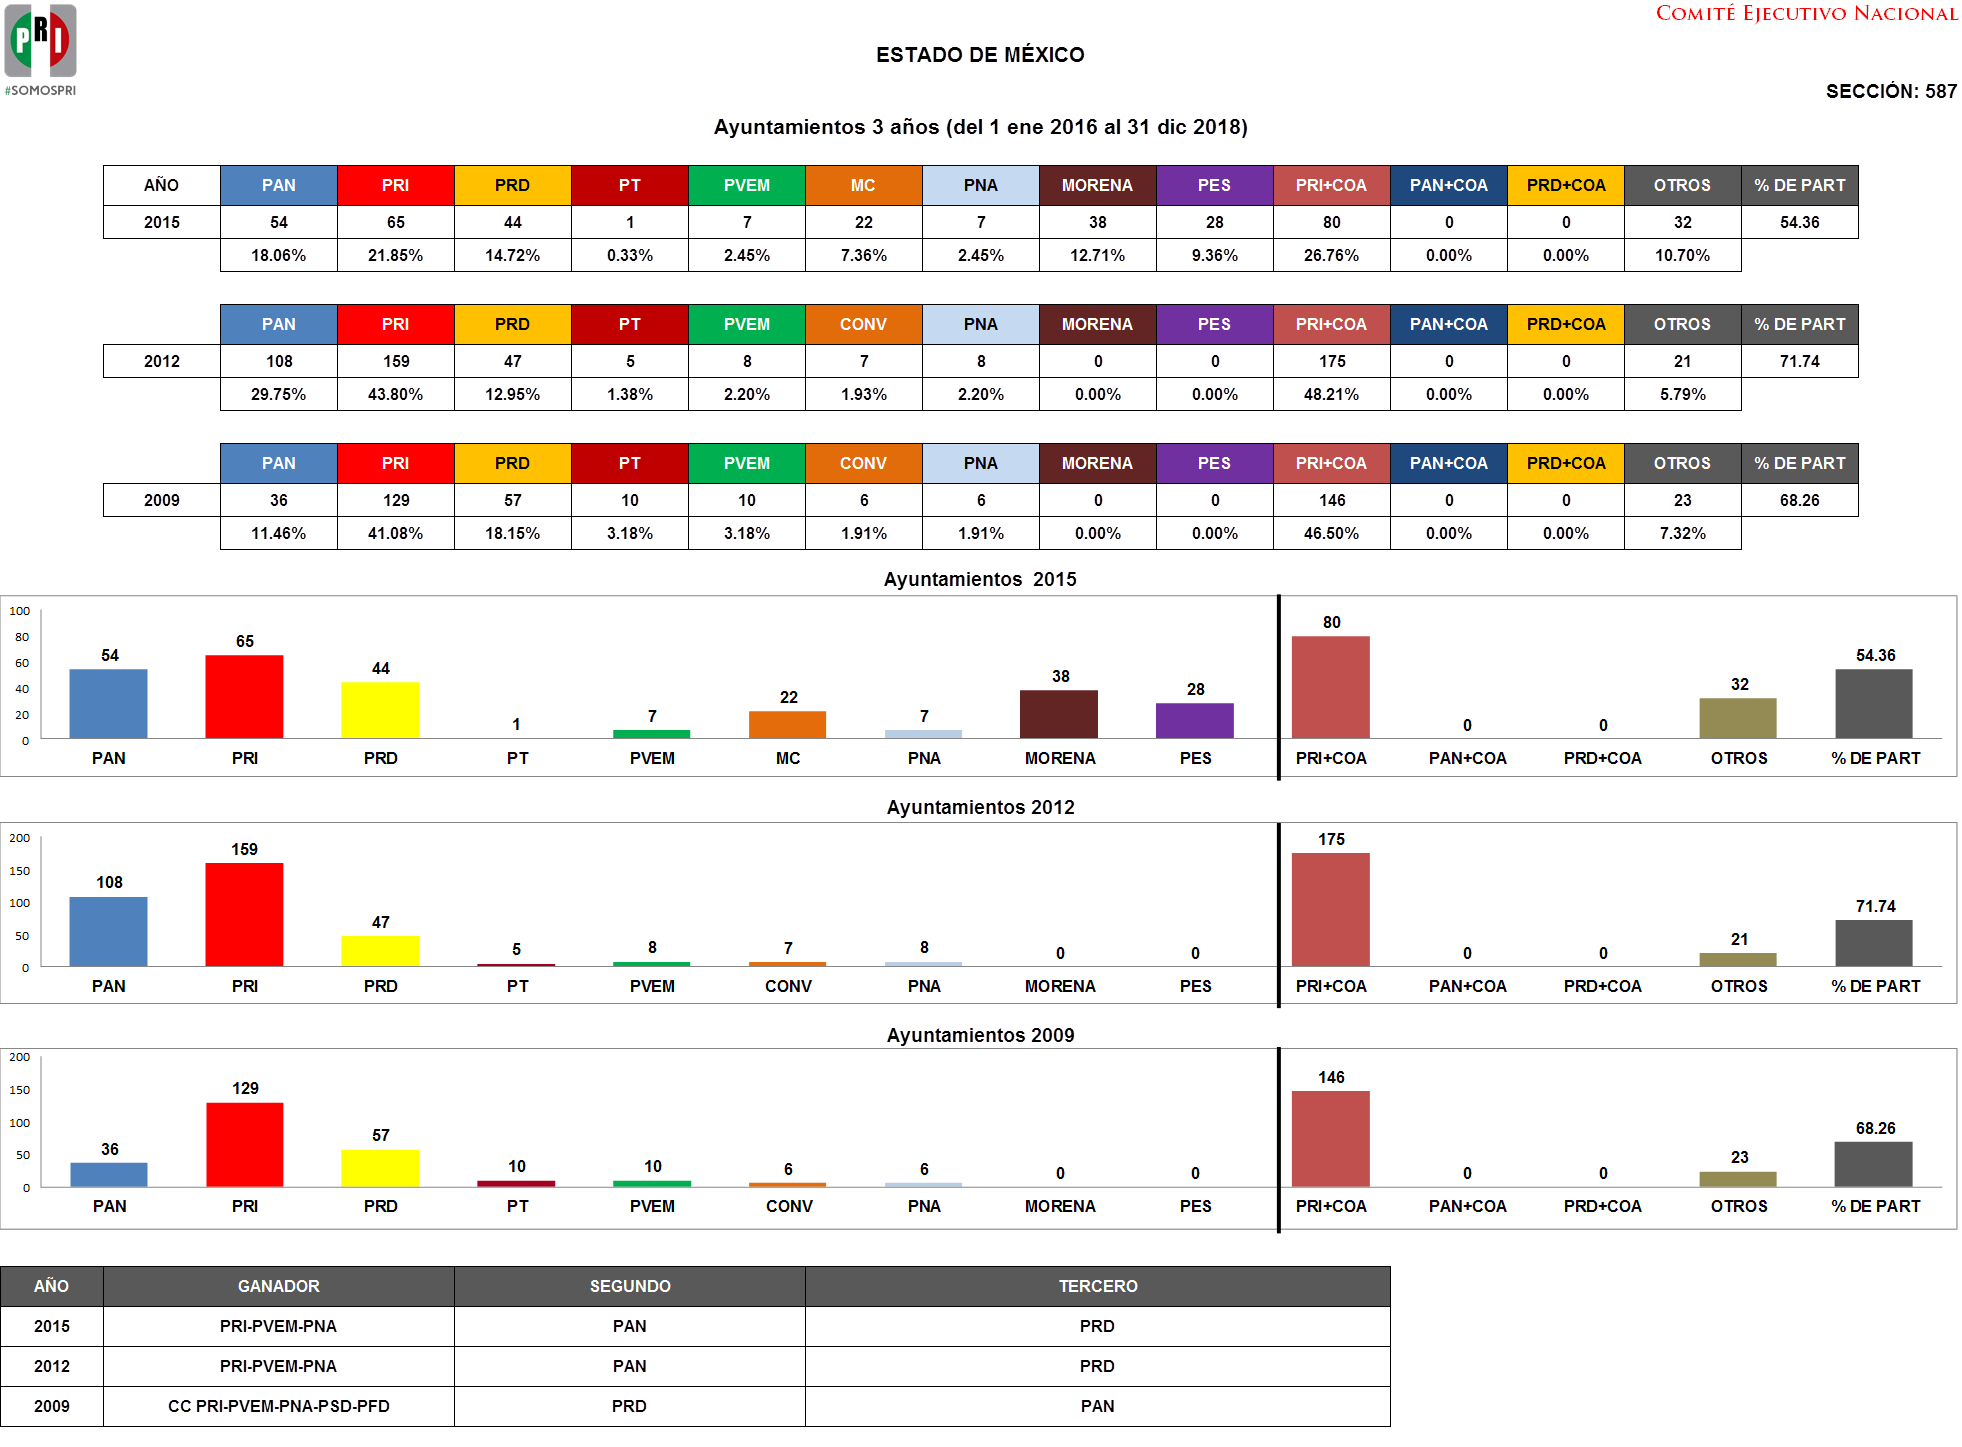 PRI
#SOMOSPRI
COMITÉ EJECUTIVO NACIONAL
ESTADO DE MÉXICO
SECCIÓN: 587
Ayuntamientos 3 años (del 1 ene 2016 al 31 dic 2018)
AÑO PAN PRI PRD PT PVEM MC PNA MORENA PES PRI+COA PAN+COA PRD+COA OTROS % DE PART
2015 54 65 44 1 7 22 7 38 28 80 0 0 32 54.36
18.06% 21.85% 14.72% 0.33% 2.45% 7.36% 2.45% 12.71% 9.36% 26.76% 0.00% 0.00% 10.70%
PAN PRI PRD PT PVEM CONV PNA MORENA PES PRI+COA PAN+COA PRD+COA OTROS % DE PART
2012 108 159 47 5 8 7 8 0 0 175 0 0 21 71.74
29.75% 43.80% 12.95% 1.38% 2.20% 1.93% 2.20% 0.00% 0.00% 48.21% 0.00% 0.00% 5.79%
PAN PRI PRD PT PVEM CONV PNA MORENA PES PRI+COA PAN+COA PRD+COA OTROS % DE PART
2009 36 129 57 10 10 6 6 0 0 146 0 0 23 68.26
11.46% 41.08% 18.15% 3.18% 3.18% 1.91% 1.91% 0.00% 0.00% 46.50% 0.00% 0.00% 7.32%
Ayuntamientos 2015
100
80
60
40
20
0
54 65 44 1 7 22 7 38 28 80 0 0 32 54.36
PAN PRI PRD PT PVEM MC PNA MORENA PES PRI+COA PAN+COA PRD+COA OTROS % DE PART
Ayuntamientos 2012
200
150
100
50
0
108 159 47 5 8 7 8 0 0 175 0 0 21 71.74
PAN PRI PRD PT PVEM CONV PNA MORENA PES PRI+COA PAN+COA PRD+COA OTROS % DE PART
Ayuntamientos 2009
200
150
100
50
0
36 129 57 10 10 6 6 0 0 146 0 0 23 68.26
PAN PRI PRD PT PVEM CONV PNA MORENA PES PRI+COA PAN+COA PRD+COA OTROS % DE PART
AÑO GANADOR SEGUNDO TERCERO
2015 PRI-PVEM-PNA PAN PRD
2012 PRI-PVEM-PNA PAN PRD
2009 CC PRI-PVEM-PNA-PSD-PFD PRD PAN